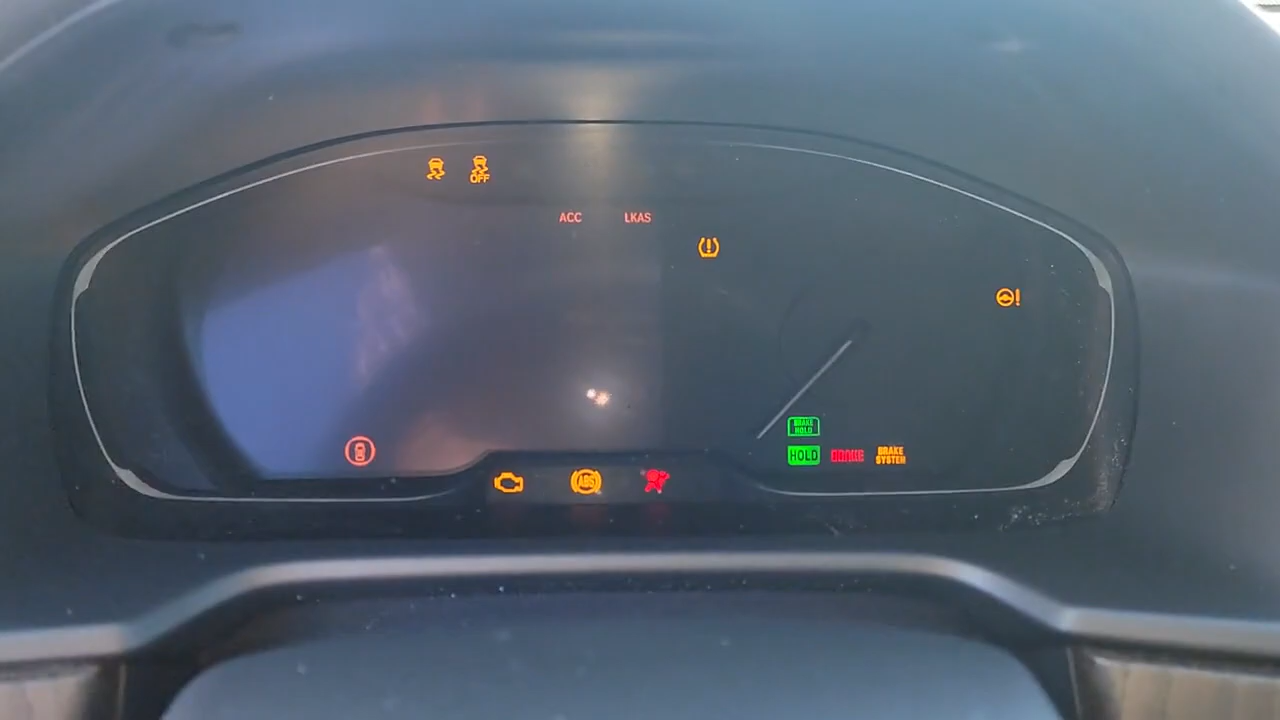 OFF
ACC LKAS
BRAKE HOLD
HOLD BRAKE BRAKE SYSTEM
ABS